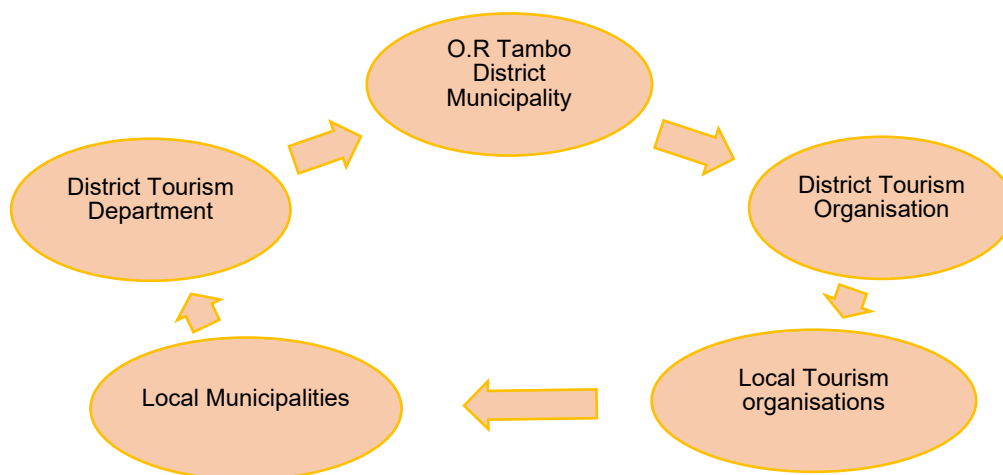 O.R Tambo
District
Municipality
District Tourism
Department
District Tourism
Organisation
Local Municipalities
Local Tourism
organisations